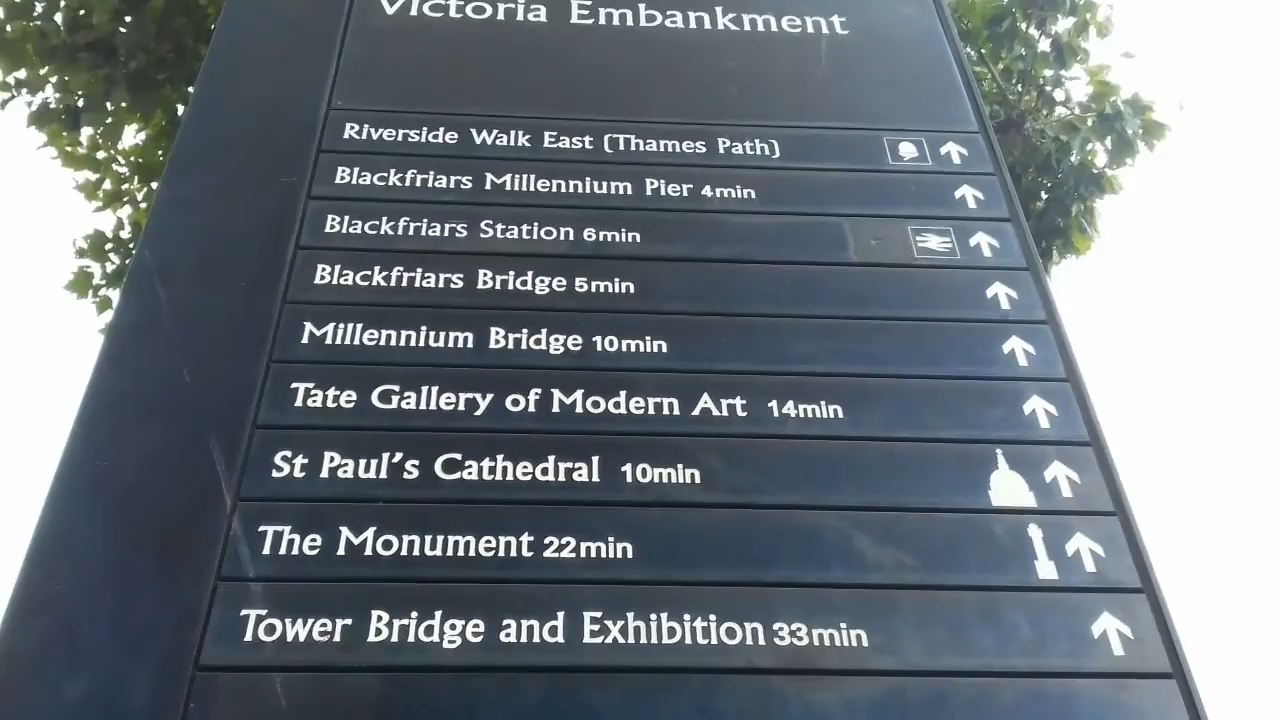 Victoria Embankment
Riverside Walk East (Thames Path)
Blackfriars Millennium Pier 4min
Blackfriars Station 6min
Blackfriars Bridge 5min
Millennium Bridge 10min
Tate Gallery of Modern Art 14min
St Paul's Cathedral 10min
The Monument 22min
Tower Bridge and Exhibition 33min